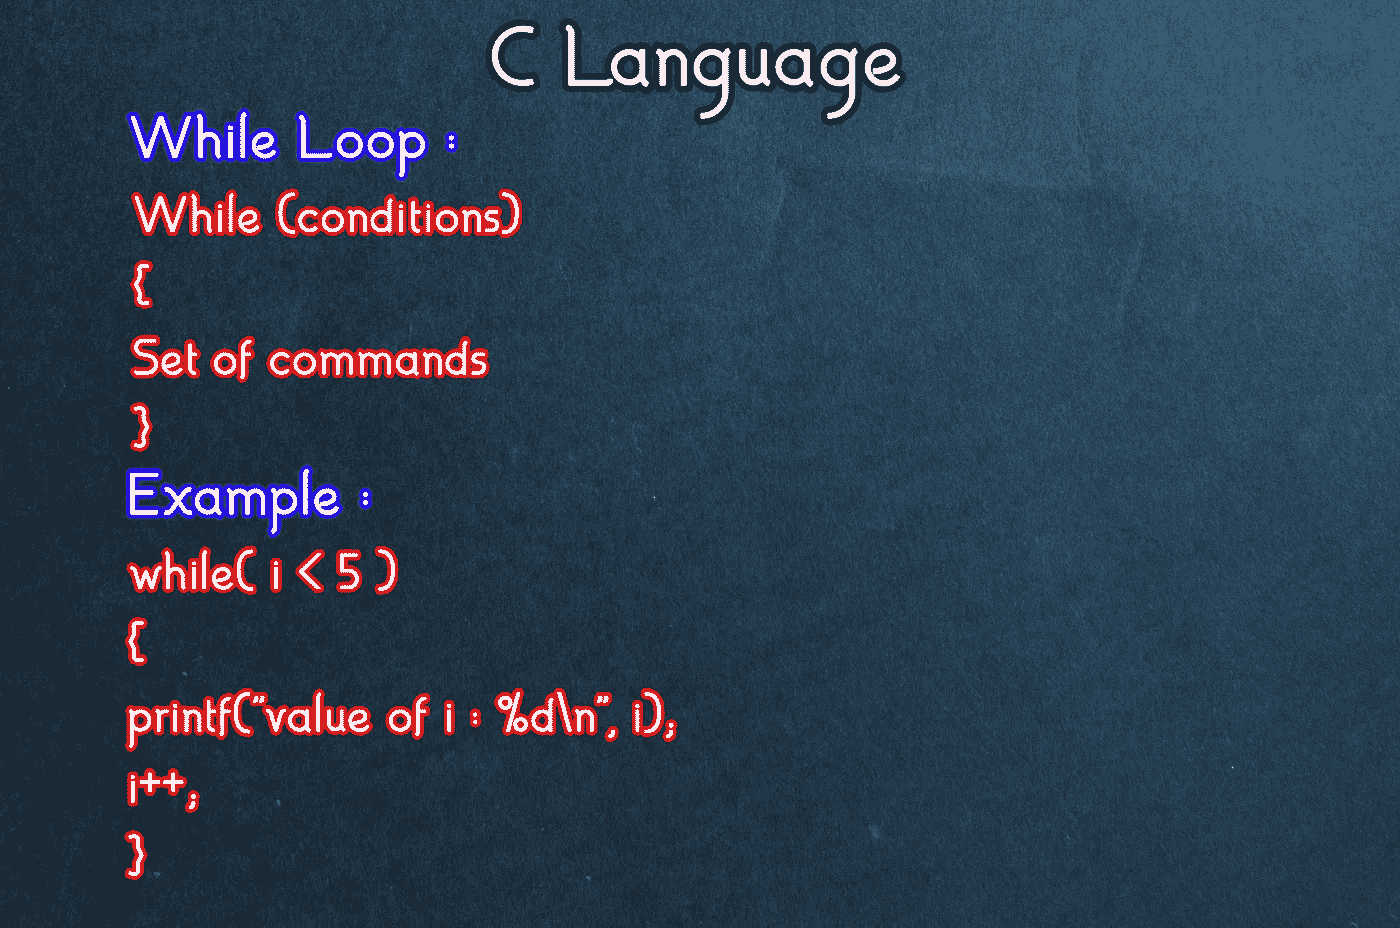 C Language
While Loop :
While (conditions)
{
Set of commands
}
Example :
while( i < 5 )
{
printf("value of i : %d\n", i);
i++;
}